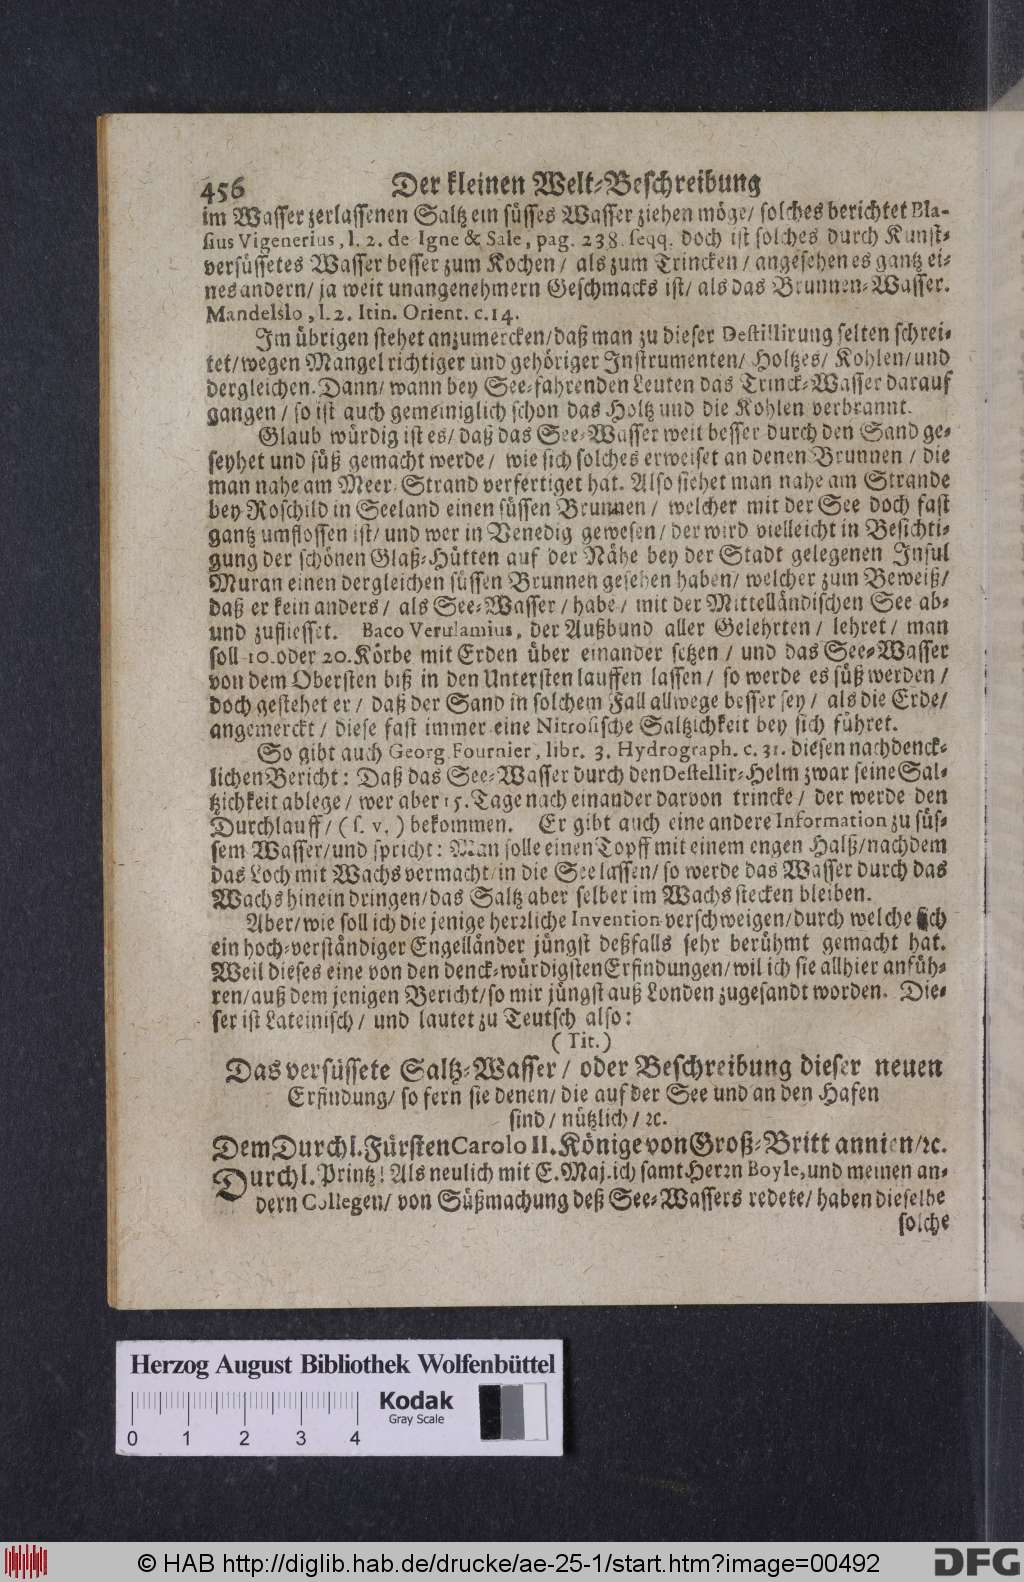 456 Der kleinen Welt-Beschreibung
im Wasser zerlassenen Saltz ein süsses Wasser ziehen möge/ solches berichtet Bla-
sius Vigenerius, l. 2. de Igne & Sale, pag. 238. seqq. doch ist solches durch Kunst-
versüssetes Wasser besser zum Kochen/ als zum Trincken/ angesehen es gantz ei-
nes andern/ ja weit unangenehmern Geschmacks ist/ als das Brunnen-Wasser.
Mandelslo, l. 2. Itin. Orient. c. 14.
Im übrigen stehet anzumercken/ daß man zu dieser Destillirung selten schrei-
tet/ wegen Mangel richtiger und gehöriger Instrumenten/ Holtzes/ Kohlen/ und
dergleichen. Dann/ wann bey See-fahrenden Leuten das Trinck-Wasser darauf
gangen/ so ist auch gemeiniglich schon das Holtz und die Kohlen verbrannt.
Glaub würdig ist es/ daß das See-Wasser weit besser durch den Sand ge-
seyhet und süß gemacht werde/ wie sich solches erweiset an denen Brunnen/ die
man nahe am Meer-Strand verfertiget hat. Also siehet man nahe am Strande
bey Roschild in Seeland einen süssen Brunnen/ welcher mit der See doch fast
gantz umflossen ist/ und wer in Venedig gewesen/ der wird vielleicht in Besichti-
gung der schönen Glaß-Hütten auf der Nähe bey der Stadt gelegenen Insul
Muran einen dergleichen süssen Brunnen gesehen haben/ welcher zum Beweiß/
daß er kein anders/ als See-Wasser/ habe/ mit der Mittelländischen See ab-
und zufliesset. Baco Verulamius, der Außbund aller Gelehrten/ lehret/ man
soll 10. oder 20. Körbe mit Erden über einander setzen/ und das See-Wasser
von dem Obersten biß in den Untersten lauffen lassen/ so werde es süß werden/
doch gestehet er/ daß der Sand in solchem Fall allwege besser sey/ als die Erde/
angemerckt/ diese fast immer eine Nitrosische Saltzichkeit bey sich führet.
So gibt auch Georg Fournier, libr. 3. Hydrograph. c. 31. diesen nachdenck-
lichen Bericht: Daß das See-Wasser durch den Destellir-Helm zwar seine Sal-
tzichkeit ablege/ wer aber 15. Tage nach einander darvon trincke/ der werde den
Durchlauff/ (s. v.) bekommen. Er gibt auch eine andere Information zu süs-
sem Wasser/ und spricht: Man solle einen Topff mit einem engen Halß/ nachdem
das Loch mit Wachs vermacht/ in die See lassen/ so werde das Wasser durch das
Wachs hinein dringen/ das Saltz aber selber im Wachs stecken bleiben.
Aber/ wie soll ich die jenige herzliche Invention verschweigen/ durch welche sich
ein hoch-verständiger Engelländer jüngst deßfalls sehr berühmt gemacht hat.
Weil dieses eine von den denck-würdigsten Erfindungen/ wil ich sie allhier anfüh-
ren/ auß dem jenigen Bericht/ so mir jüngst auß Londen zugesandt worden. Die-
ser ist Lateinisch/ und lautet zu Teutsch also:
(Tit.)
Das versüssete Saltz-Wasser/ oder Beschreibung dieser neuen
Erfindung/ so fern sie denen/ die auf der See und an den Hafen
sind/ nützlich/ ꝛc.
Dem Durchl. Fürsten Carolo II. Könige von Groß-Britt annien/ ꝛc.
Durchl. Printz! Als neulich mit E. Maj. ich samt Herrn Boyle, und meinen an-
dern Collegen/ von Süßmachung deß See-Wassers redete/ haben dieselbe
solche
Herzog August Bibliothek Wolfenbüttel
Kodak
Gray Scale
0 1 2 3 4
© HAB http://diglib.hab.de/drucke/ae-25-1/start.htm?image=00492
DFG